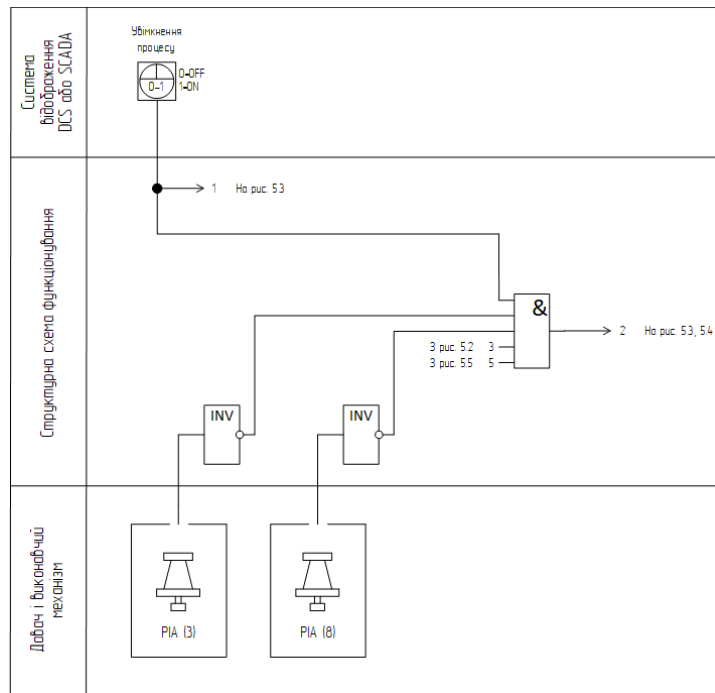 Система
відображення
DCS або SCADA
Увімкнення
процесу
0-1
0-OFF
1-ON
Структурна схема функціонування
1 На рис. 5.3
&
2 На рис. 5.3, 5.4
З рис. 5.2 3
З рис. 5.5 5
INV
INV
Давач і виконавчий
механізм
PIA (3)
PIA (8)